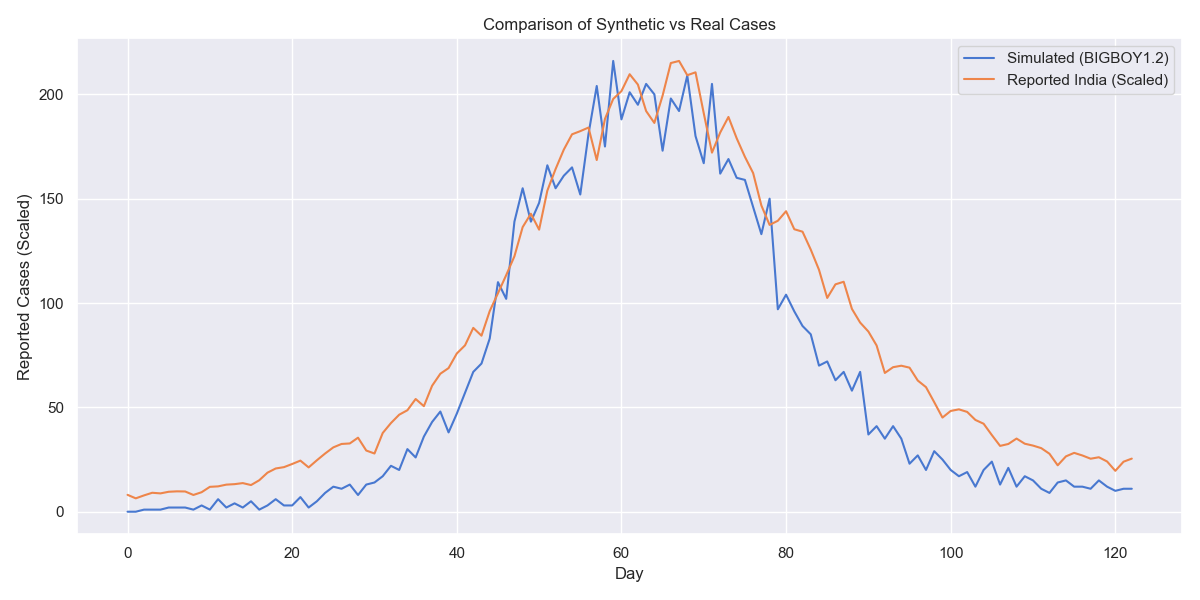 Comparison of Synthetic vs Real Cases
Simulated (BIGBOY1.2)
Reported India (Scaled)
Reported Cases (Scaled)
200
150
100
50
0
0 20 40 60 80 100 120
Day